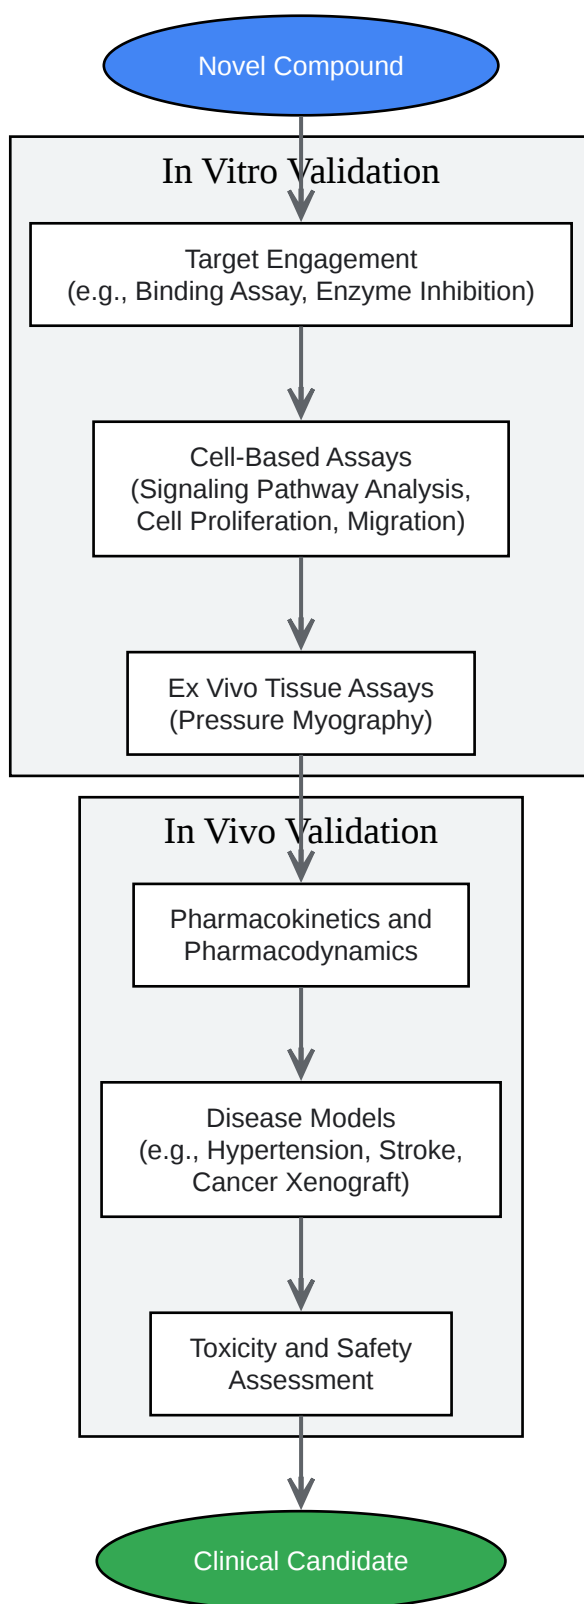 Novel Compound
In Vitro Validation
Target Engagement
(e.g., Binding Assay, Enzyme Inhibition)
Cell-Based Assays
(Signaling Pathway Analysis,
Cell Proliferation, Migration)
Ex Vivo Tissue Assays
(Pressure Myography)
In Vivo Validation
Pharmacokinetics and
Pharmacodynamics
Disease Models
(e.g., Hypertension, Stroke,
Cancer Xenograft)
Toxicity and Safety
Assessment
Clinical Candidate